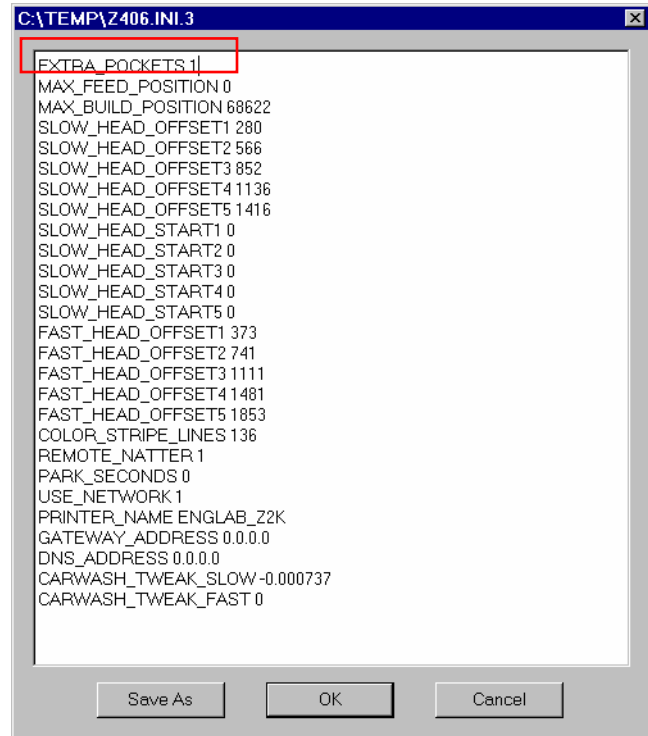 C:\TEMP\Z406.INI.3
EXTRA_POCKETS 1
MAX_FEED_POSITION 0
MAX_BUILD_POSITION 68622
SLOW_HEAD_OFFSET1 280
SLOW_HEAD_OFFSET2 566
SLOW_HEAD_OFFSET3 852
SLOW_HEAD_OFFSET4 1136
SLOW_HEAD_OFFSET5 1416
SLOW_HEAD_START1 0
SLOW_HEAD_START2 0
SLOW_HEAD_START3 0
SLOW_HEAD_START4 0
SLOW_HEAD_START5 0
FAST_HEAD_OFFSET1 373
FAST_HEAD_OFFSET2 741
FAST_HEAD_OFFSET3 1111
FAST_HEAD_OFFSET4 1481
FAST_HEAD_OFFSET5 1853
COLOR_STRIPE_LINES 136
REMOTE_NATTER 1
PARK_SECONDS 0
USE_NETWORK 1
PRINTER_NAME ENGLAB_Z2K
GATEWAY_ADDRESS 0.0.0.0
DNS_ADDRESS 0.0.0.0
CARWASH_TWEAK_SLOW -0.000737
CARWASH_TWEAK_FAST 0
Save As OK Cancel